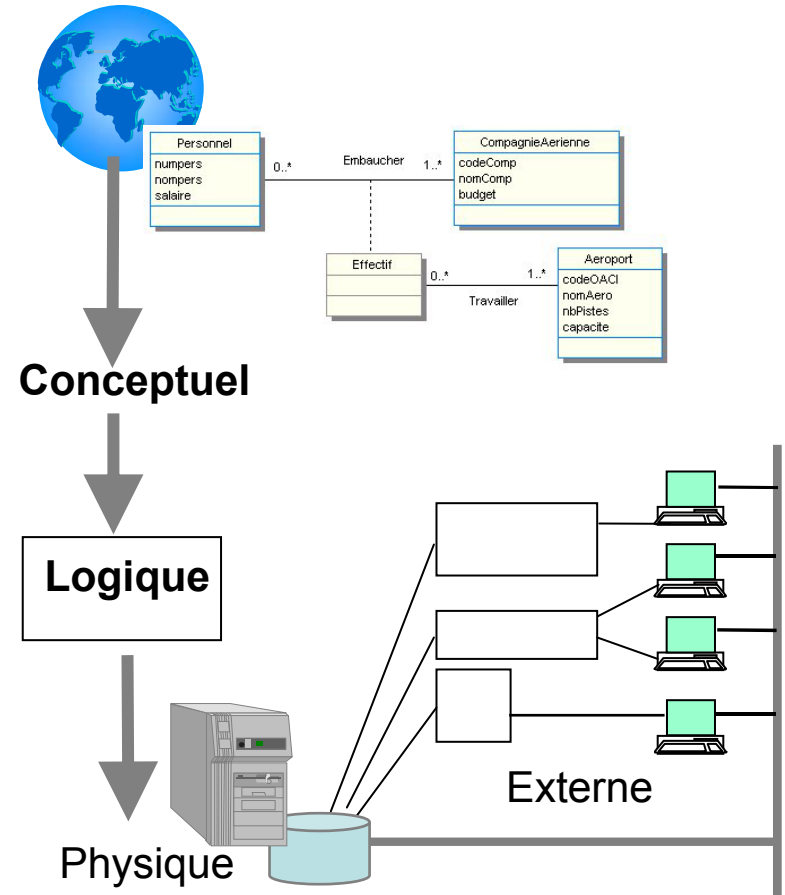 Personnel
numpers
nompers
salaire
0..*
Embaucher
1..*
CompagnieAerienne
codeComp
nomComp
budget
Effectif
0..*
Travailler
1..*
Aeroport
codeOACI
nomAero
nbPistes
capacite
Conceptuel
Logique
Externe
Physique